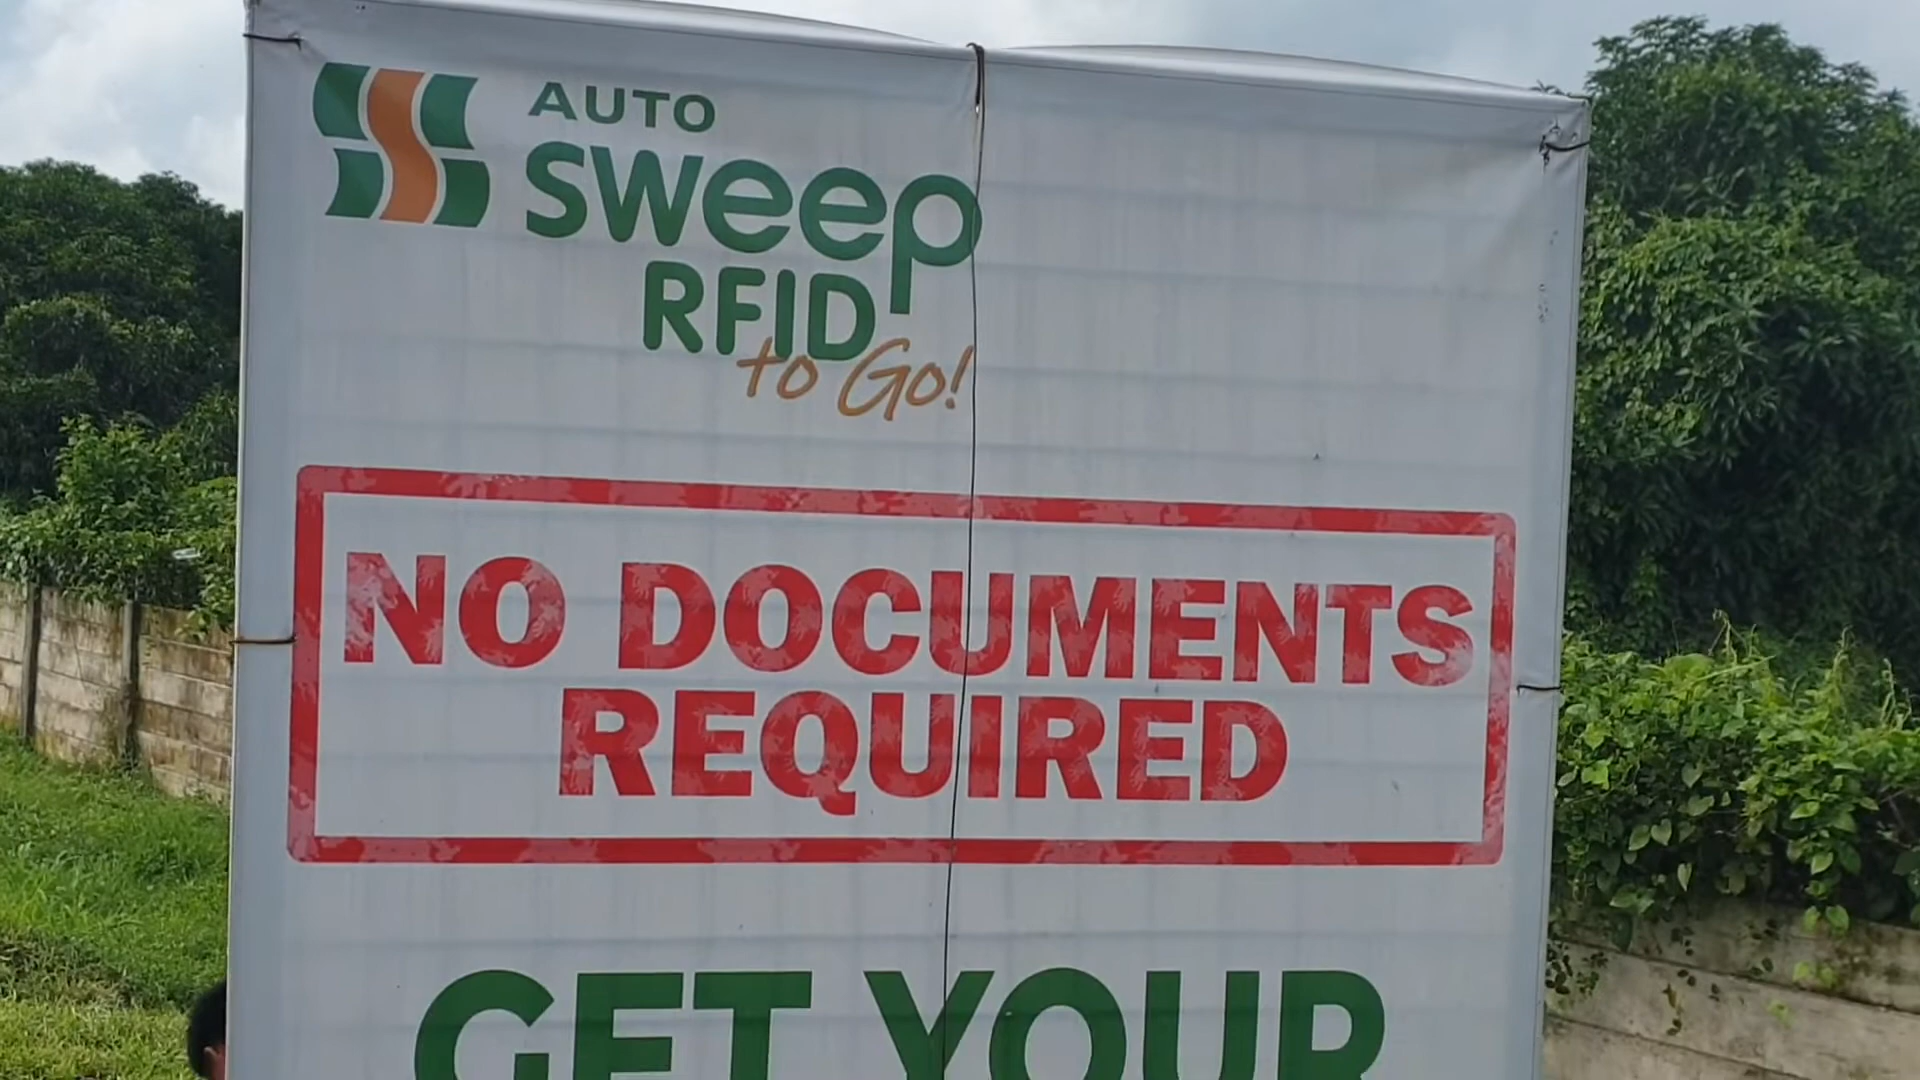 AUTO
sweep
RFID
to Go!
NO DOCUMENTS
REQUIRED
GET YOUR